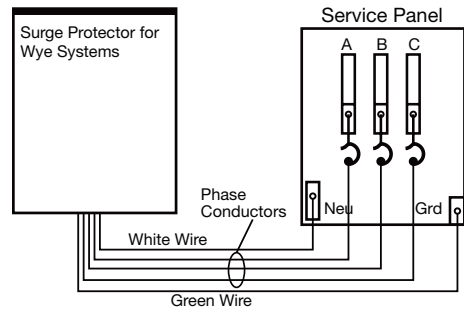 Service Panel
Surge Protector for
Wye Systems
A B C
Neu
Grd
Phase
Conductors
White Wire
Green Wire